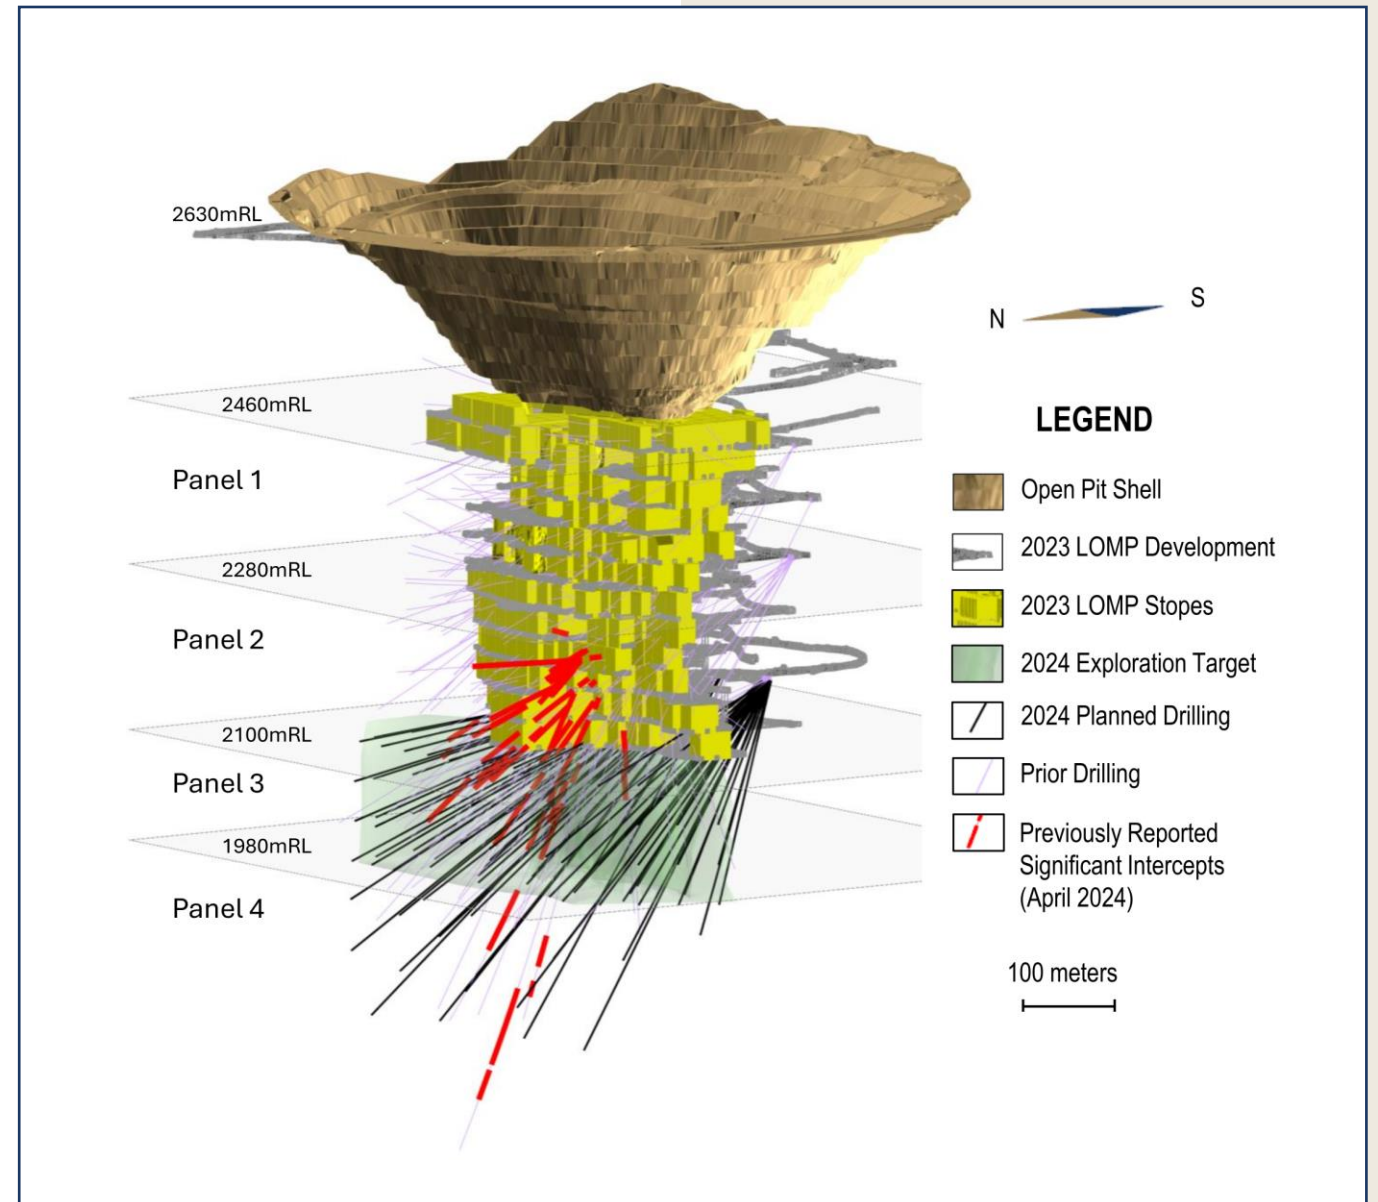 2630mRL
N
S
2460mRL
LEGEND
Panel 1
Open Pit Shell
2023 LOMP Development
2280mRL
2023 LOMP Stopes
Panel 2
2024 Exploration Target
2100mRL
2024 Planned Drilling
Panel 3
Prior Drilling
1980mRL
Previously Reported
Significant Intercepts
(April 2024)
Panel 4
100 meters